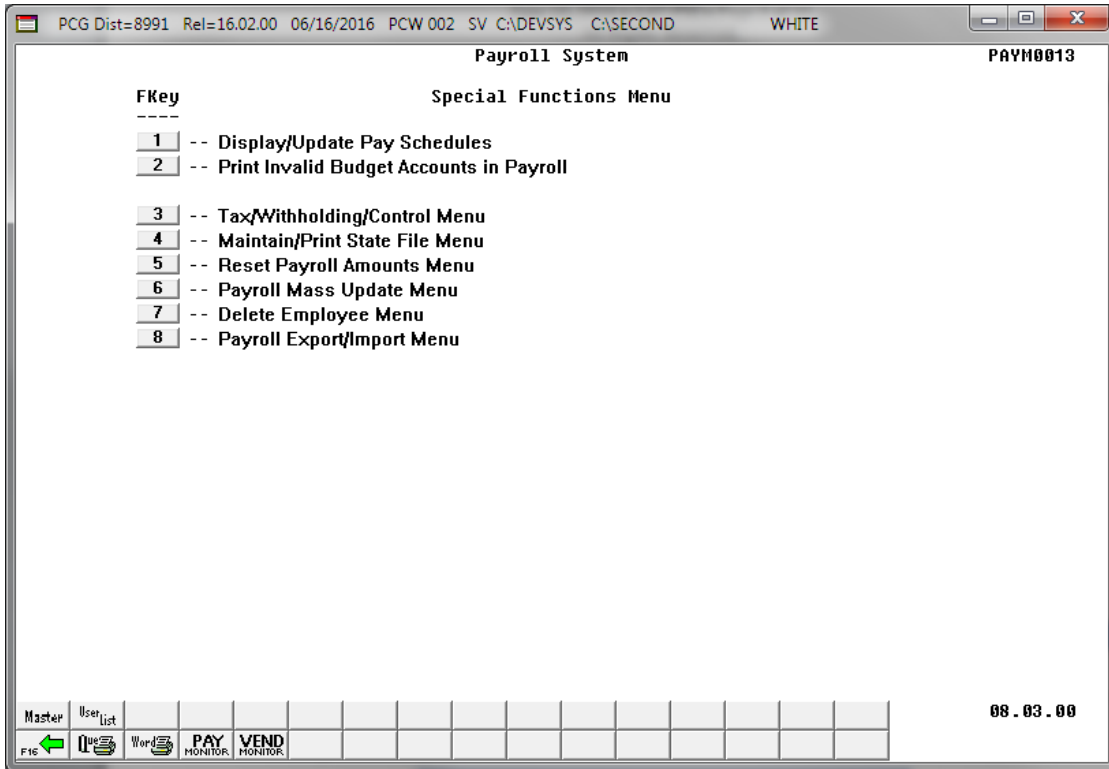 PCG Dist=8991 Rel=16.02.00 06/16/2016 PCW 002 SV C:\DEVSYS C:\SECOND WHITE
Payroll System PAYM0013
FKey Special Functions Menu
----
1 -- Display/Update Pay Schedules
2 -- Print Invalid Budget Accounts in Payroll
3 -- Tax/Withholding/Control Menu
4 -- Maintain/Print State File Menu
5 -- Reset Payroll Amounts Menu
6 -- Payroll Mass Update Menu
7 -- Delete Employee Menu
8 -- Payroll Export/Import Menu
Master User List 08.03.00
F16 Que Word PAY MONITOR VEND MONITOR